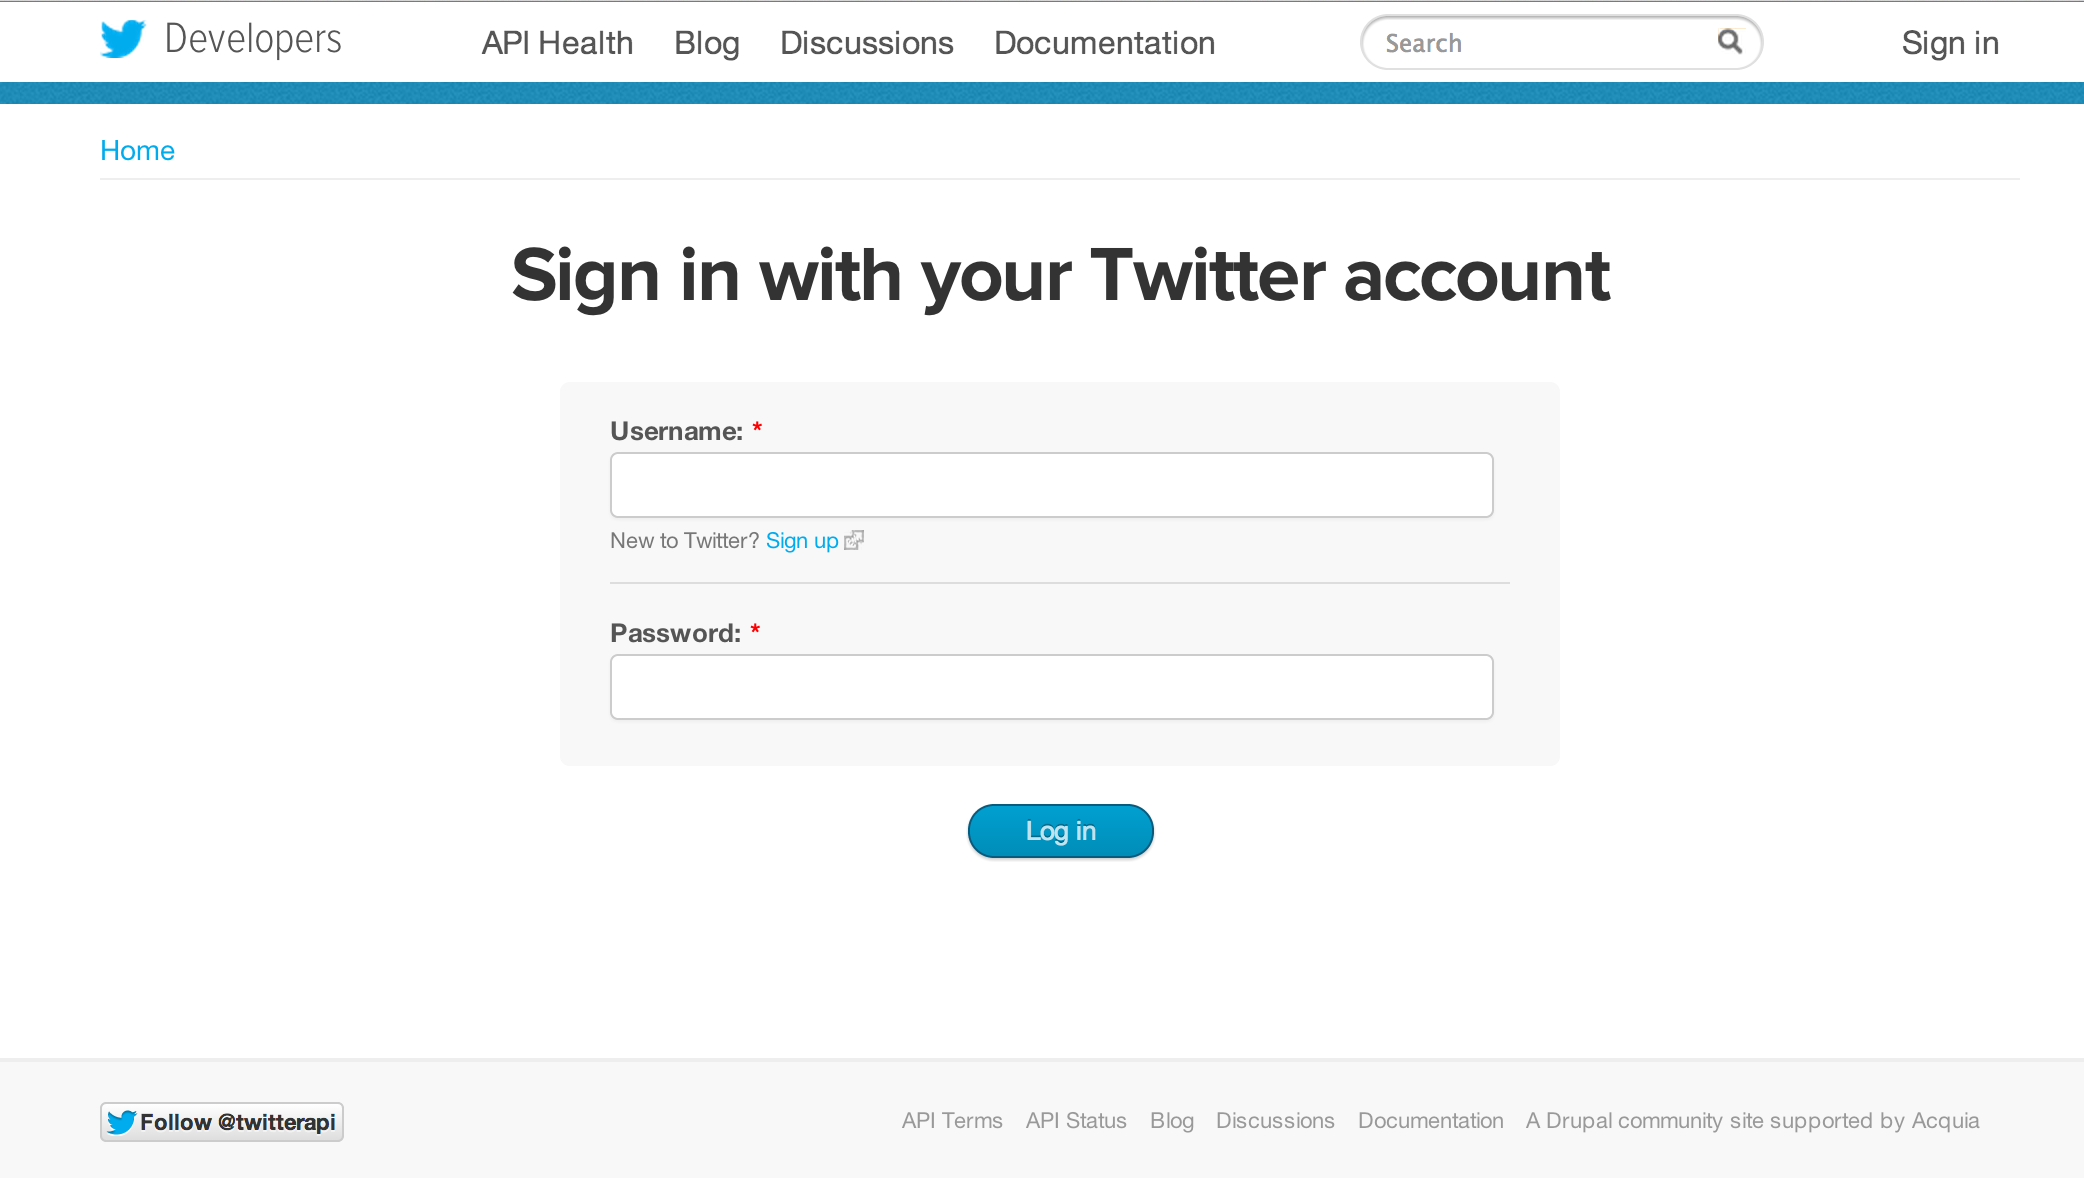 Developers API Health Blog Discussions Documentation Search Sign in
Home
Sign in with your Twitter account
Username: *
New to Twitter? Sign up
Password: *
Log in
Follow @twitterapi API Terms API Status Blog Discussions Documentation A Drupal community site supported by Acquia